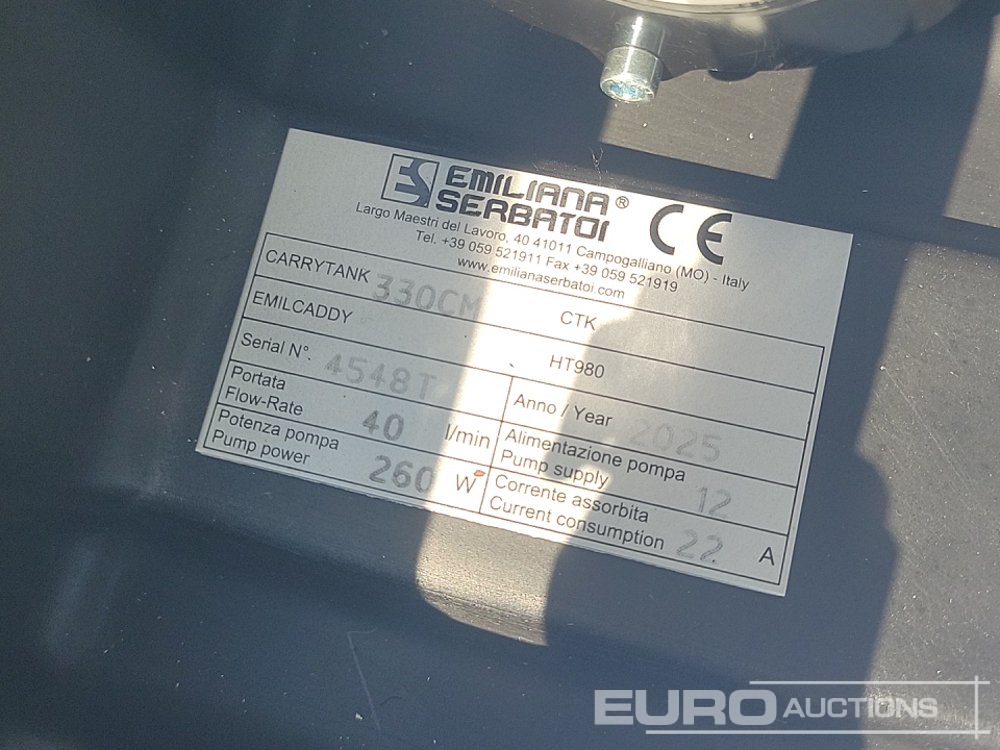 ES EMILIANA®
SERBATOI CE
Largo Maestri del Lavoro, 40 41011 Campogalliano (MO) - Italy
Tel. +39 059 521911 Fax +39 059 521919
www.emilianaserbatoi.com
CARRYTANK 330CM CTK
EMILCADDY HT980
Serial N°. 4548T Anno / Year 2025
Portata
Flow-Rate 40 l/min
Alimentazione pompa
Pump supply 12
Potenza pompa
Pump power 260 W
Corrente assorbita
Current consumption 22 A
EURO AUCTIONS